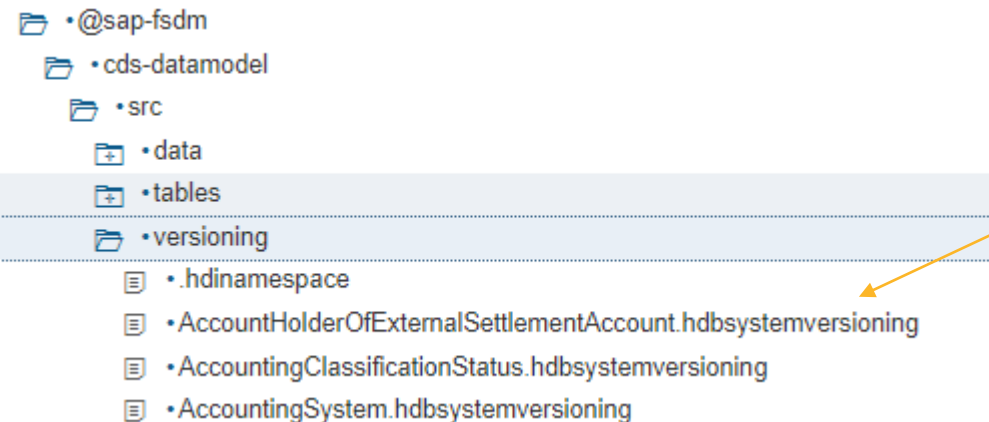 •@sap-fsdm
•cds-datamodel
•src
•data
•tables
•versioning
•.hdinamespace
•AccountHolderOfExternalSettlementAccount.hdbsystemversioning
•AccountingClassificationStatus.hdbsystemversioning
•AccountingSystem.hdbsystemversioning